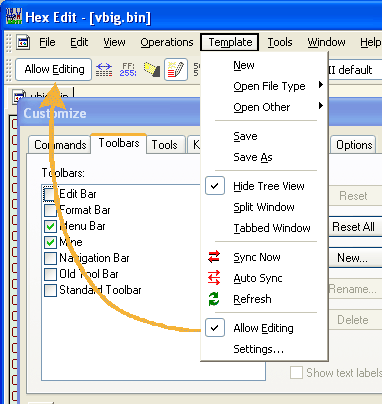 Hex Edit - [vbig.bin]
File Edit View Operations Template Tools Window Help
Allow Editing FF: 255: II default
Customize
Commands Toolbars Tools Options
Toolbars:
Edit Bar
Format Bar
Menu Bar
Mine
Navigation Bar
Old Tool Bar
Standard Toolbar
New
Open File Type
Open Other
Save
Save As
Hide Tree View
Split Window
Tabbed Window
Sync Now
Auto Sync
Refresh
Allow Editing
Settings...
Reset
Reset All
New...
Rename...
Delete
Show text labels